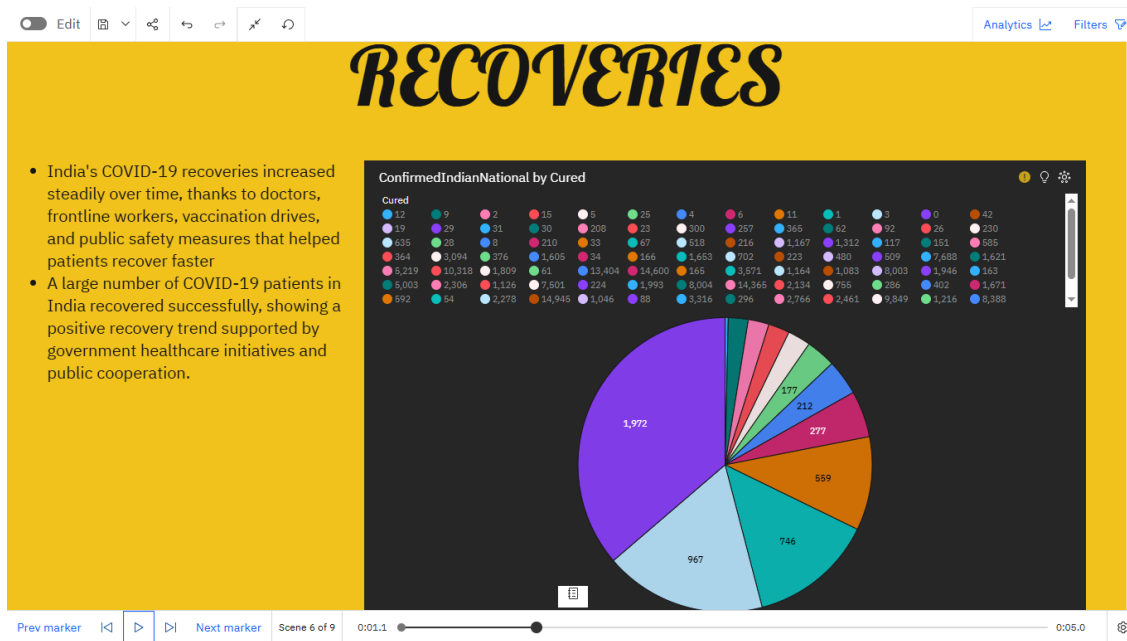 Edit
Analytics
Filters
RECOVERIES
• India's COVID-19 recoveries increased
steadily over time, thanks to doctors,
frontline workers, vaccination drives,
and public safety measures that helped
patients recover faster
• A large number of COVID-19 patients in
India recovered successfully, showing a
positive recovery trend supported by
government healthcare initiatives and
public cooperation.
ConfirmedIndianNational by Cured
Cured
12 9 2 15 5 25 4 6 11 1 3 0 42
19 29 31 30 208 23 300 257 365 62 92 26 230
635 28 8 210 33 67 518 216 1,167 1,312 117 151 585
364 3,094 376 1,605 34 166 1,653 702 223 480 509 7,688 1,621
5,219 10,318 1,809 61 13,404 14,600 165 3,571 1,164 1,083 8,003 1,946 163
5,003 2,306 1,126 7,501 224 1,993 8,004 14,365 2,134 755 286 402 1,671
592 54 2,278 14,945 1,046 88 3,316 296 2,766 2,461 9,849 1,216 8,388
177
212
277
1,972
559
746
967
Prev marker
Next marker
Scene 6 of 9
0:01.1
0:05.0